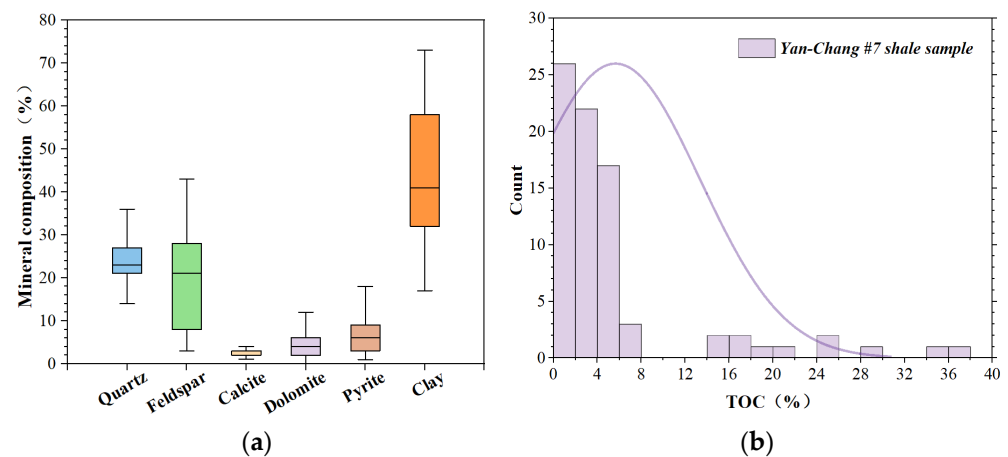 80
70
60
50
40
30
20
10
0
Mineral composition（%）
Quartz
Feldspar
Calcite
Dolomite
Pyrite
Clay
(a)
30
25
20
15
10
5
0
Count
Yan-Chang #7 shale sample
0 4 8 12 16 20 24 28 32 36 40
TOC（%）
(b)